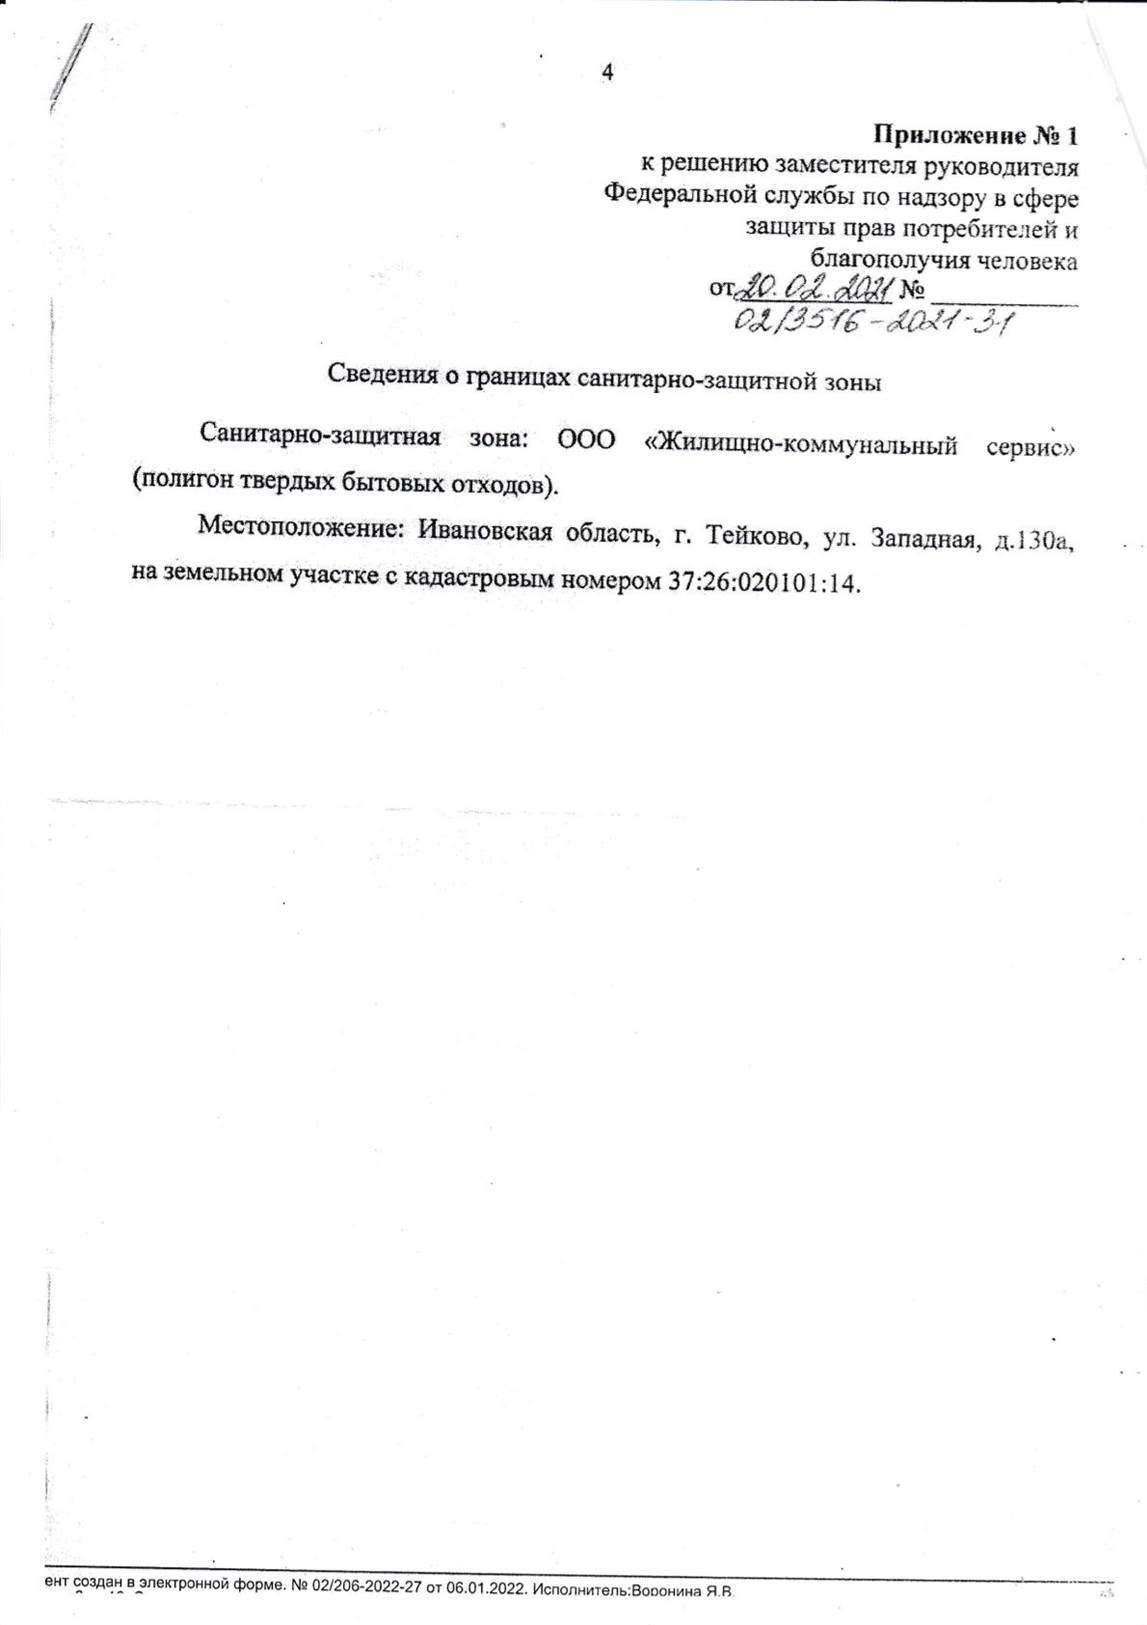 4
Приложение № 1
к решению заместителя руководителя
Федеральной службы по надзору в сфере
защиты прав потребителей и
благополучия человека
от 20.02.2021 № ____________
02/3516-2021-31
Сведения о границах санитарно-защитной зоны
Санитарно-защитная зона: ООО «Жилищно-коммунальный сервис»
(полигон твердых бытовых отходов).
Местоположение: Ивановская область, г. Тейково, ул. Западная, д.130а,
на земельном участке с кадастровым номером 37:26:020101:14.
ент создан в электронной форме. № 02/206-2022-27 от 06.01.2022. Исполнитель:Воронина Я.В.